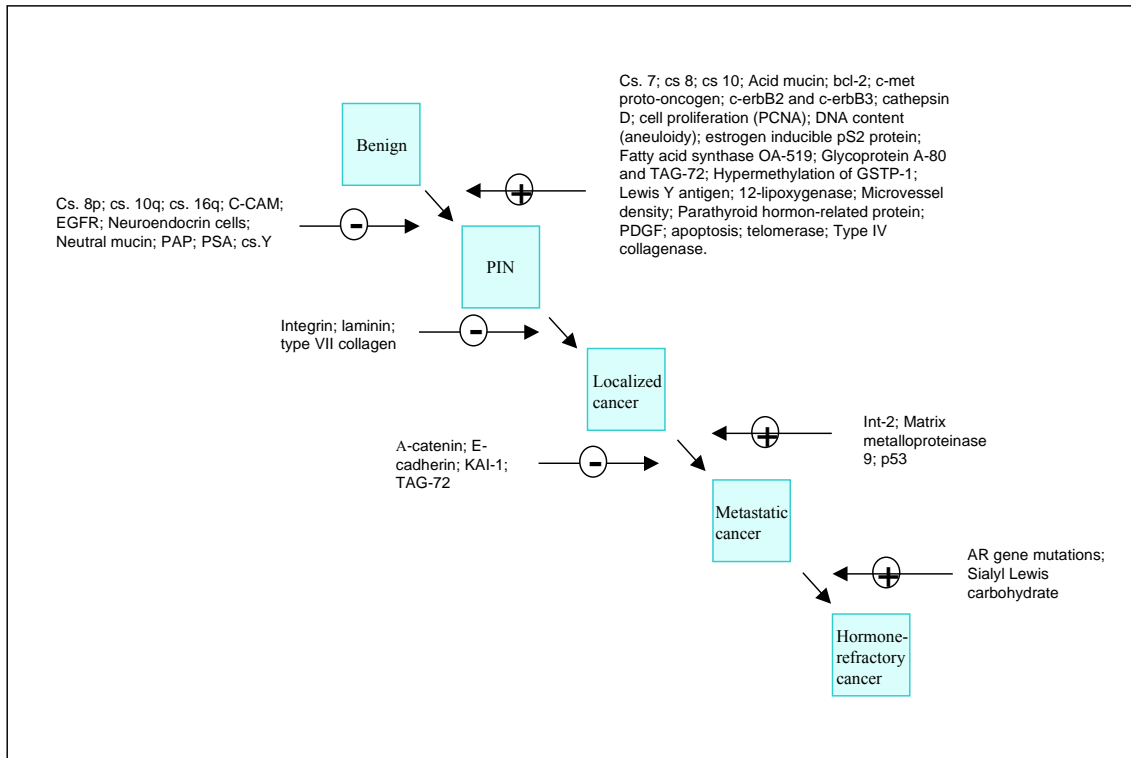 Cs. 7; cs 8; cs 10; Acid mucin; bcl-2; c-met
proto-oncogen; c-erbB2 and c-erbB3; cathepsin
D; cell proliferation (PCNA); DNA content
(aneuloidy); estrogen inducible pS2 protein;
Fatty acid synthase OA-519; Glycoprotein A-80
and TAG-72; Hypermethylation of GSTP-1;
Lewis Y antigen; 12-lipoxygenase; Microvessel
density; Parathyroid hormon-related protein;
PDGF; apoptosis; telomerase; Type IV
collagenase.
Benign
+
Cs. 8p; cs. 10q; cs. 16q; C-CAM;
EGFR; Neuroendocrin cells;
Neutral mucin; PAP; PSA; cs.Y
-
PIN
Integrin; laminin;
type VII collagen
-
Localized
cancer
Int-2; Matrix
metalloproteinase
9; p53
+
A-catenin; E-
cadherin; KAI-1;
TAG-72
-
Metastatic
cancer
AR gene mutations;
Sialyl Lewis
carbohydrate
+
Hormone-
refractory
cancer